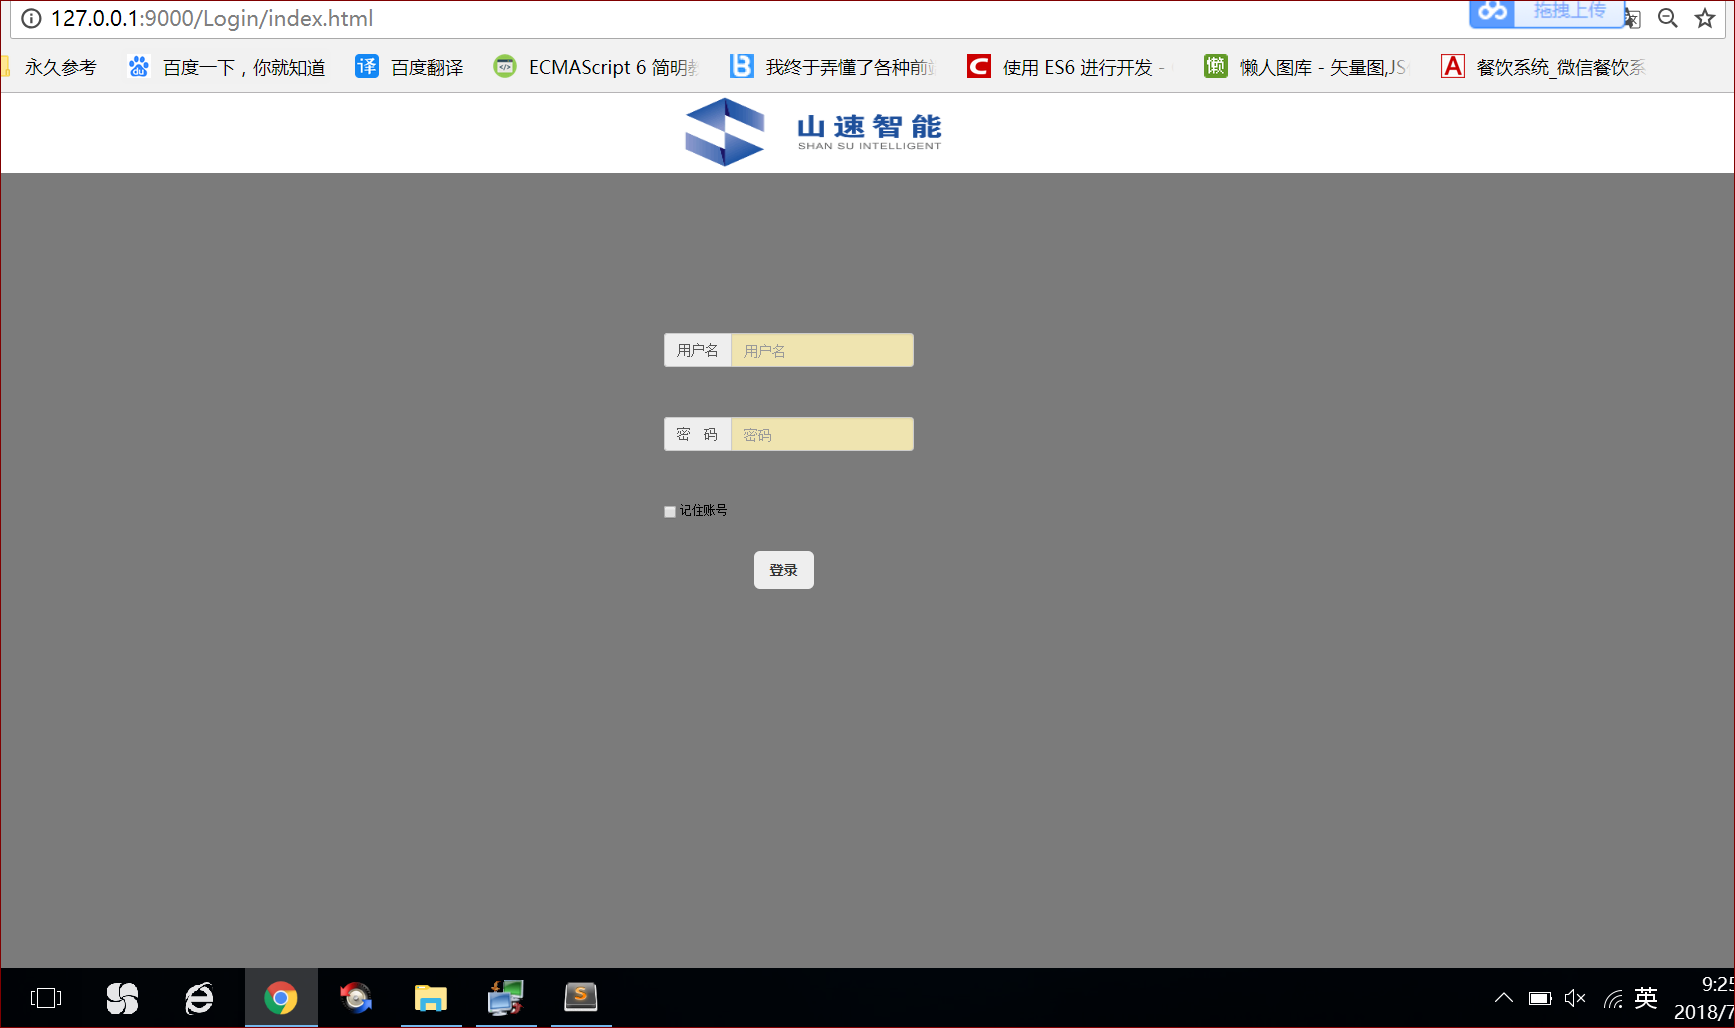 127.0.0.1:9000/Login/index.html
拖拽上传
永久参考
百度一下，你就知道
译 百度翻译
ECMAScript 6 简明教
B 我终于弄懂了各种前端
C 使用 ES6 进行开发 -
懒 懒人图库 - 矢量图,JS
A 餐饮系统_微信餐饮系
山速智能
SHAN SU INTELLIGENT
用户名 用户名
密 码 密码
记住账号
登录
英
9:25
2018/7